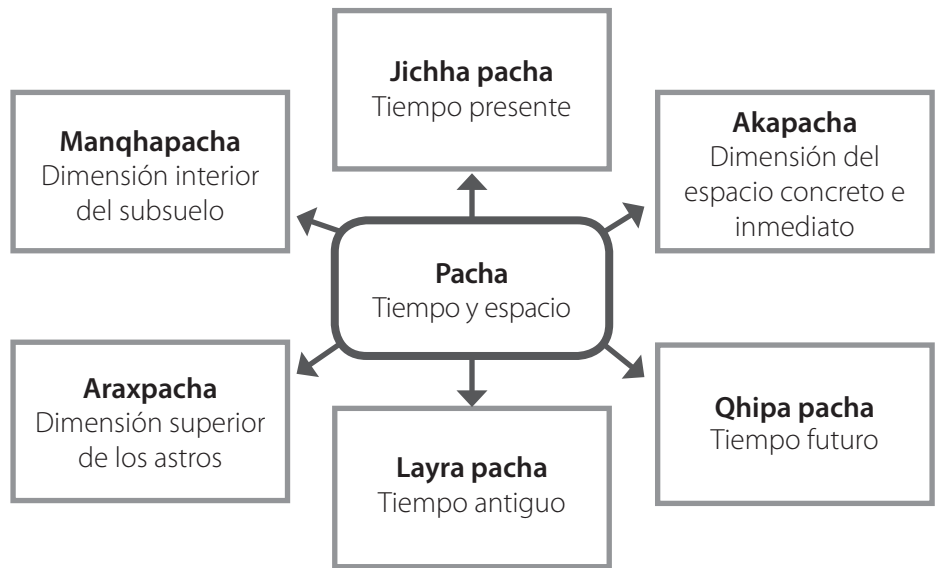 Jichha pacha
Tiempo presente
Manqhapacha
Dimensión interior
del subsuelo
Akapacha
Dimensión del
espacio concreto e
inmediato
Pacha
Tiempo y espacio
Araxpacha
Dimensión superior
de los astros
Layra pacha
Tiempo antiguo
Qhipa pacha
Tiempo futuro